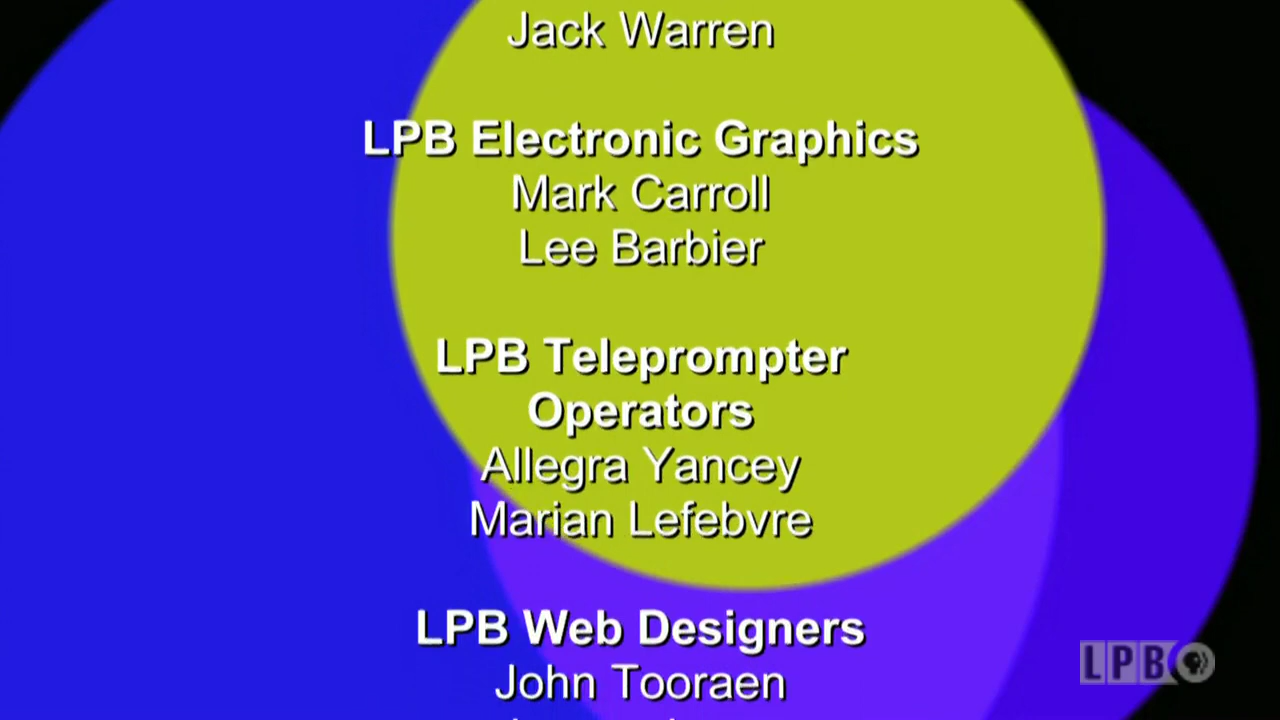 Jack Warren
LPB Electronic Graphics
Mark Carroll
Lee Barbier
LPB Teleprompter
Operators
Allegra Yancey
Marian Lefebvre
LPB Web Designers
John Tooraen
LPB